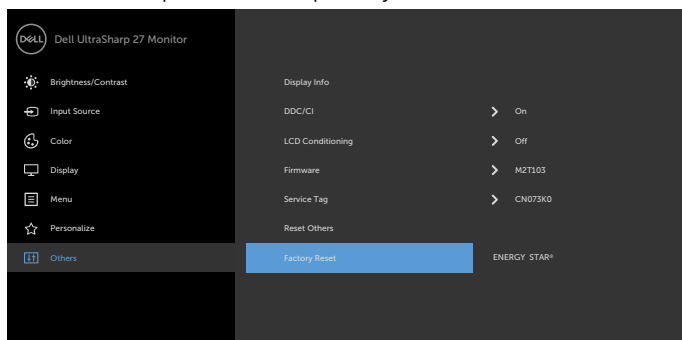 DELL Dell UltraSharp 27 Monitor
Brightness/Contrast Display Info
Input Source DDC/CI On
Color LCD Conditioning Off
Display Firmware M2T103
Menu Service Tag CN073K0
Personalize Reset Others
Others Factory Reset ENERGY STAR®